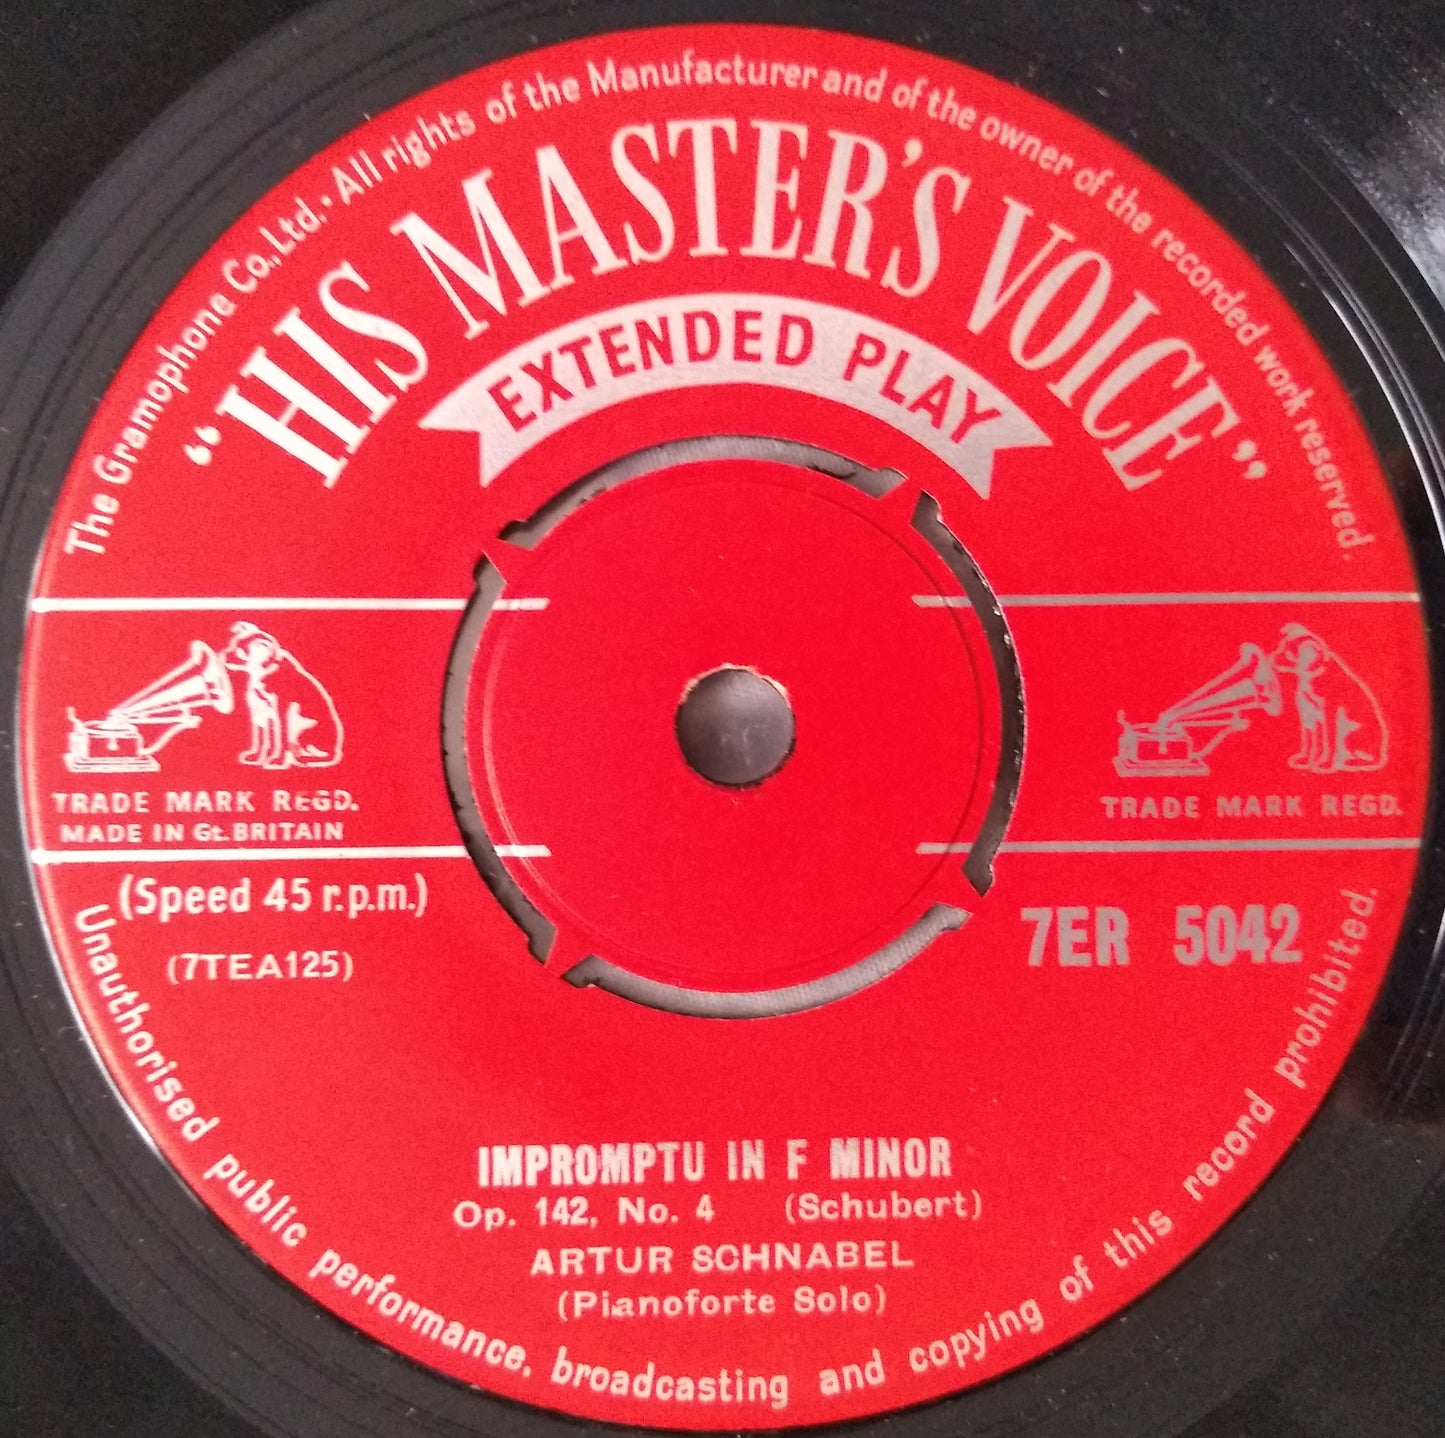 The Gramophone Co., Ltd. • All rights of the Manufacturer and of the owner of the recorded work reserved.
“HIS MASTER'S VOICE”
EXTENDED PLAY
TRADE MARK REGD.
MADE IN Gt. BRITAIN
TRADE MARK REGD.
(Speed 45 r.p.m.)
(7TEA125)
7ER 5042
IMPROMPTU IN F MINOR
Op. 142, No. 4 (Schubert)
ARTUR SCHNABEL
(Pianoforte Solo)
Unauthorised public performance, broadcasting and copying of this record prohibited.